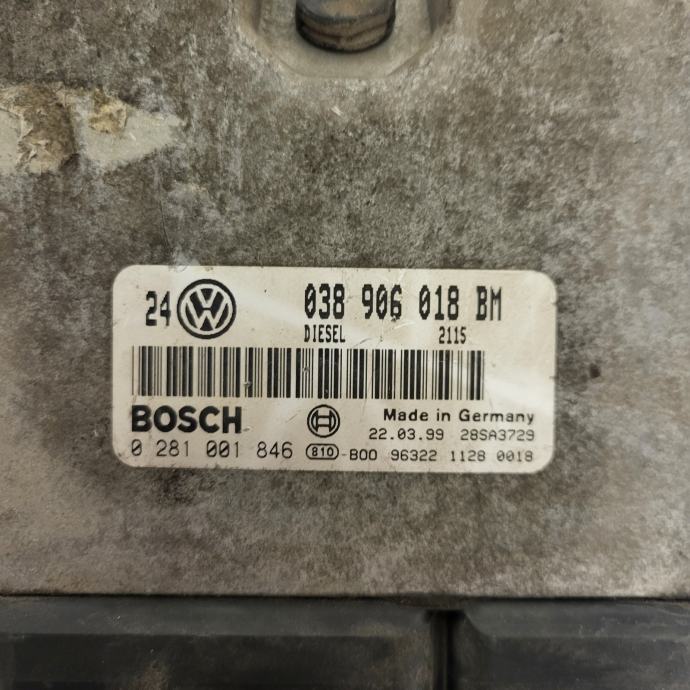 24 038 906 018 BM
DIESEL 2115
BOSCH Made in Germany
22.03.99 28SA3729
0 281 001 846 810 -B00 96322 1128 0018